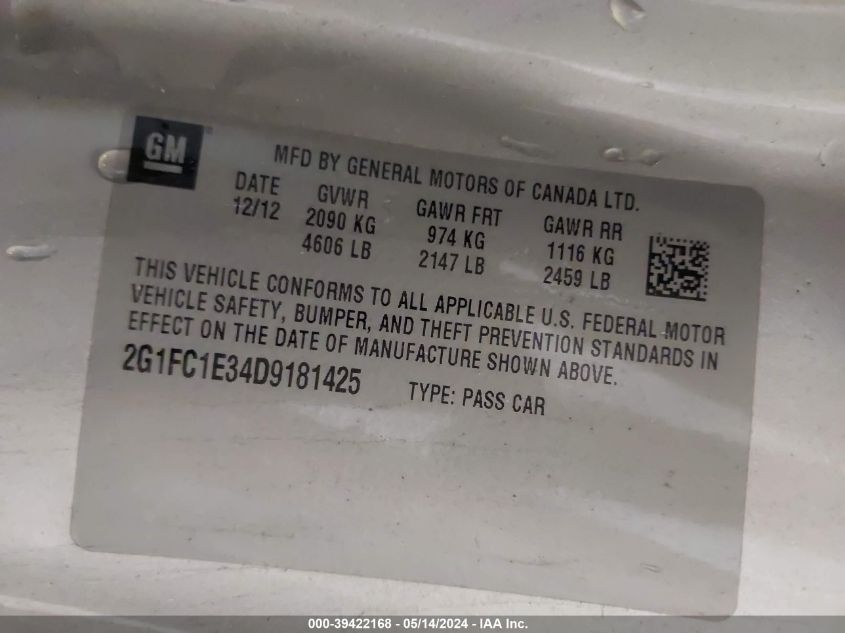 GM
MFD BY GENERAL MOTORS OF CANADA LTD.
DATE GVWR GAWR FRT GAWR RR
12/12 2090 KG 974 KG 1116 KG
4606 LB 2147 LB 2459 LB
THIS VEHICLE CONFORMS TO ALL APPLICABLE U.S. FEDERAL MOTOR
VEHICLE SAFETY, BUMPER, AND THEFT PREVENTION STANDARDS IN
EFFECT ON THE DATE OF MANUFACTURE SHOWN ABOVE.
2G1FC1E34D9181425 TYPE: PASS CAR
000-39422168 - 05/14/2024 - IAA Inc.